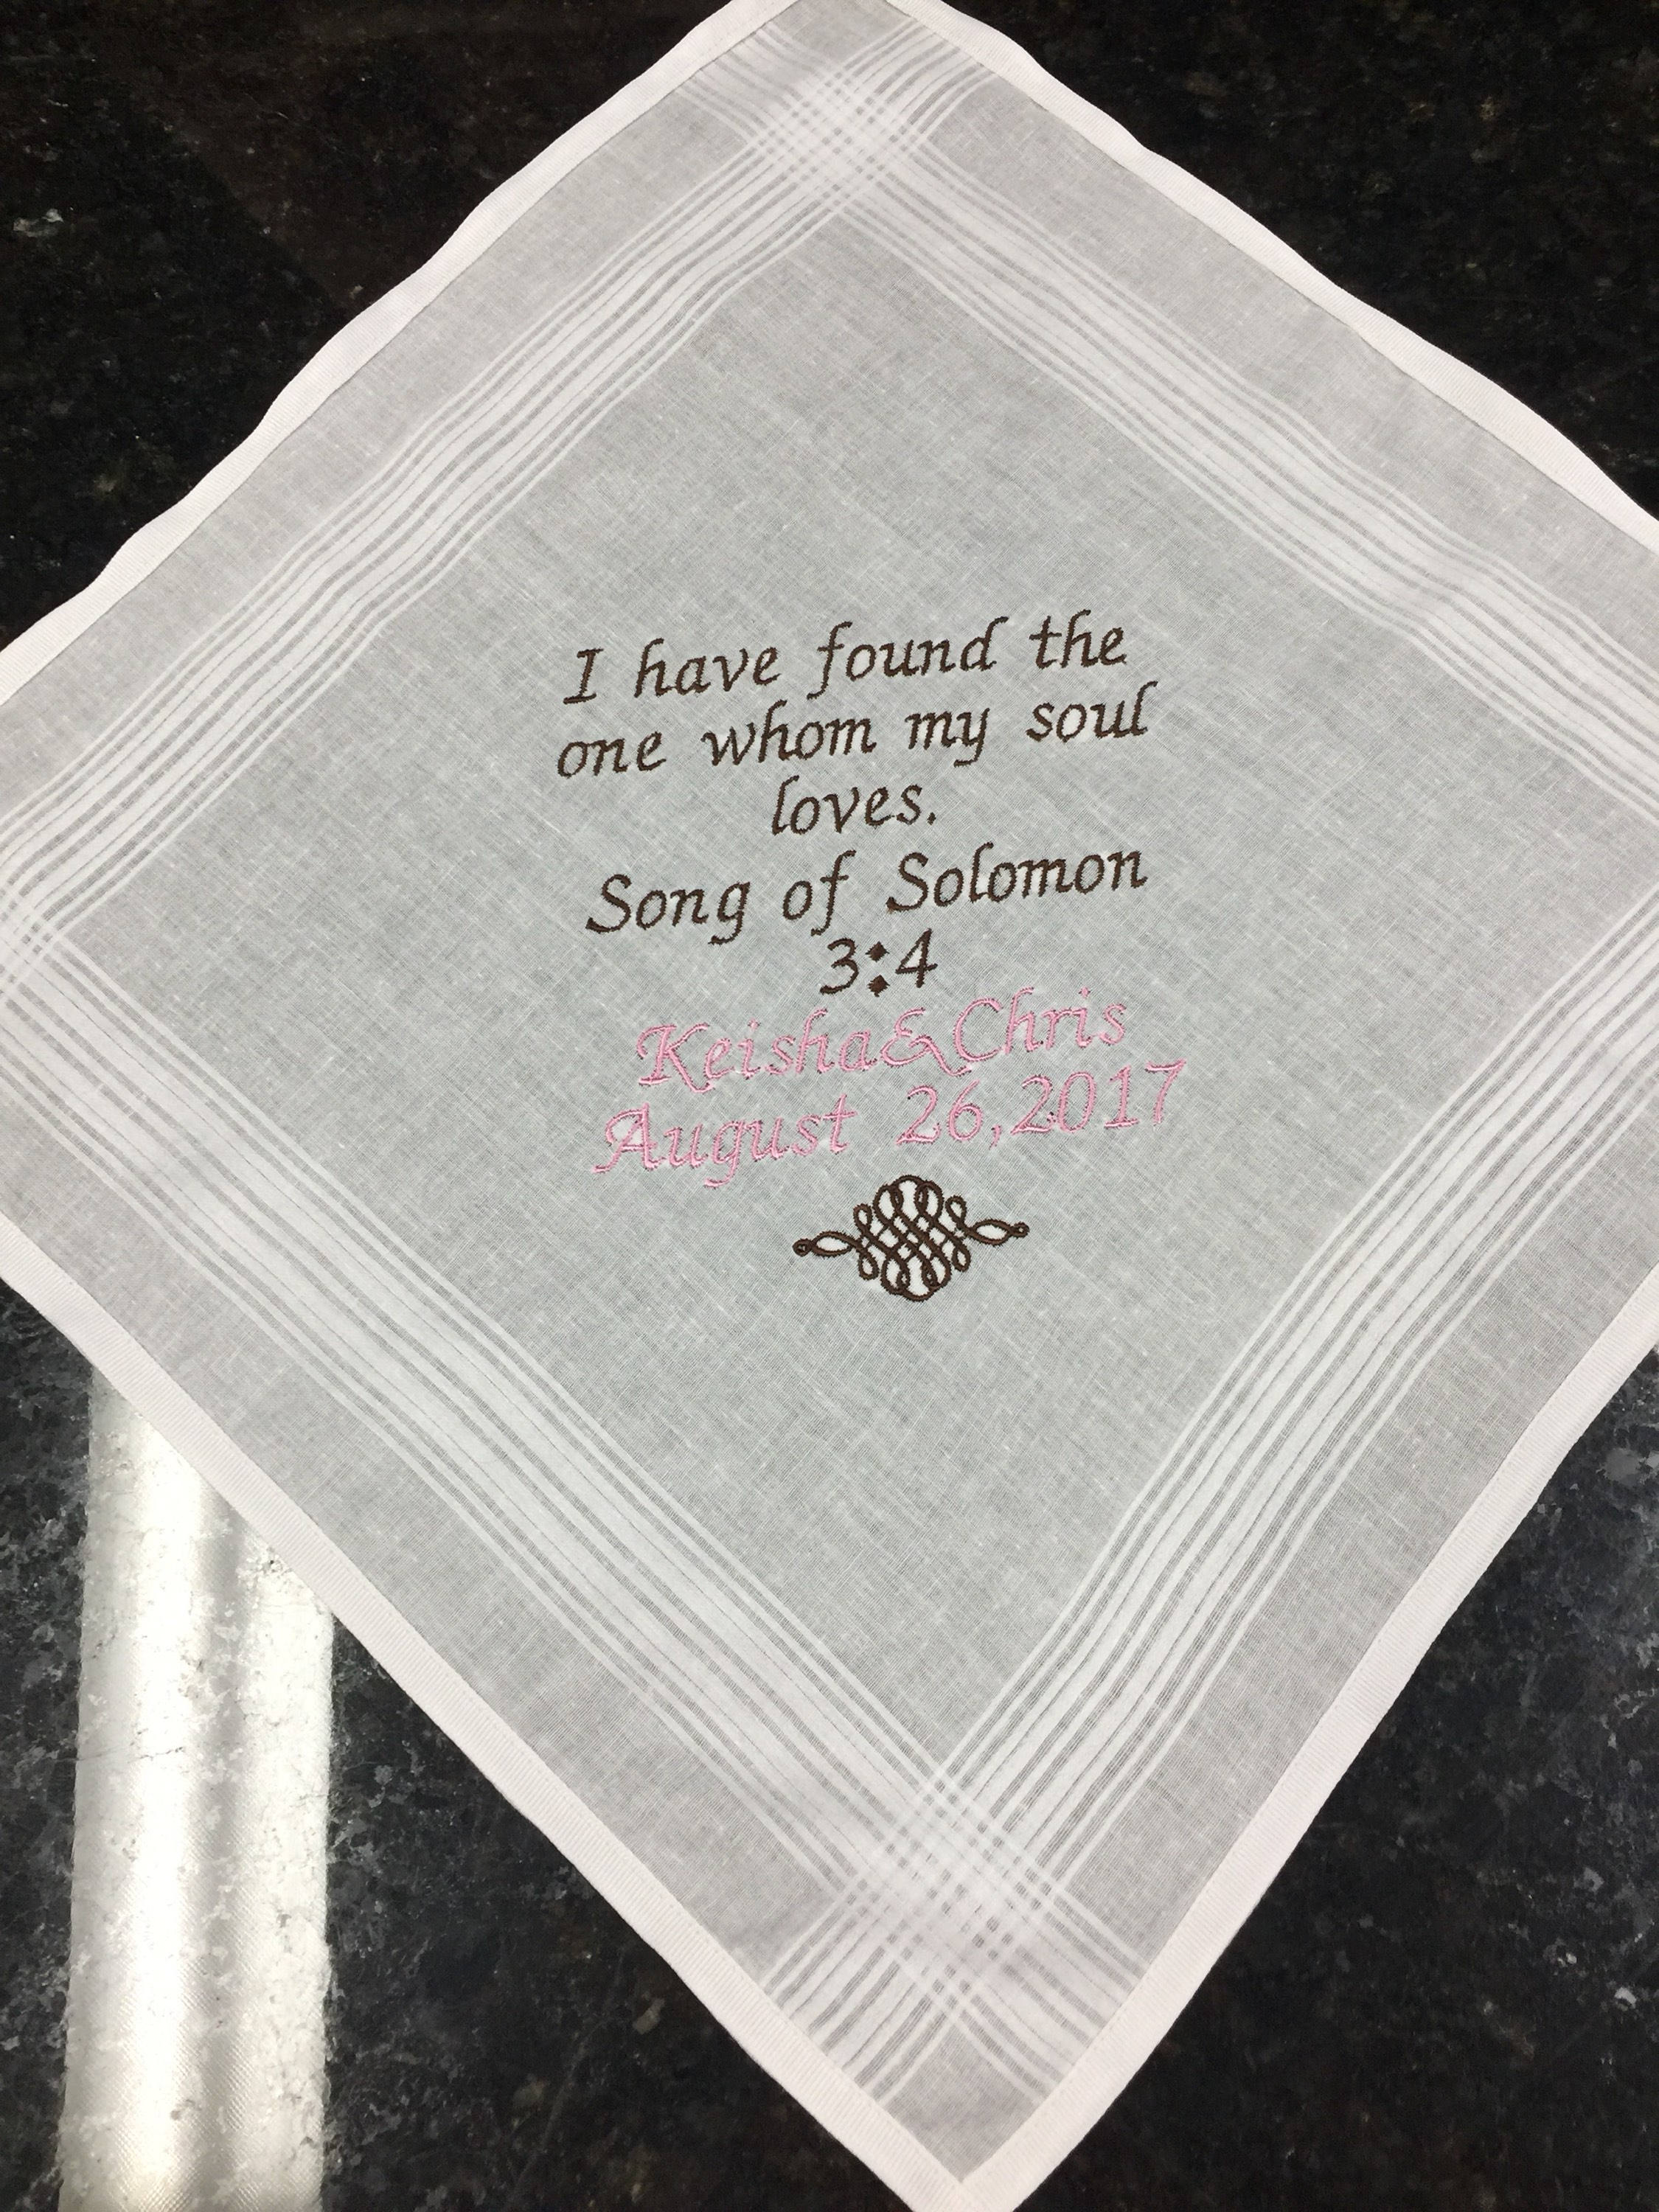 I have found the
one whom my soul
loves.
Song of Solomon
3:4
Keisha&Chris
August 26,2017